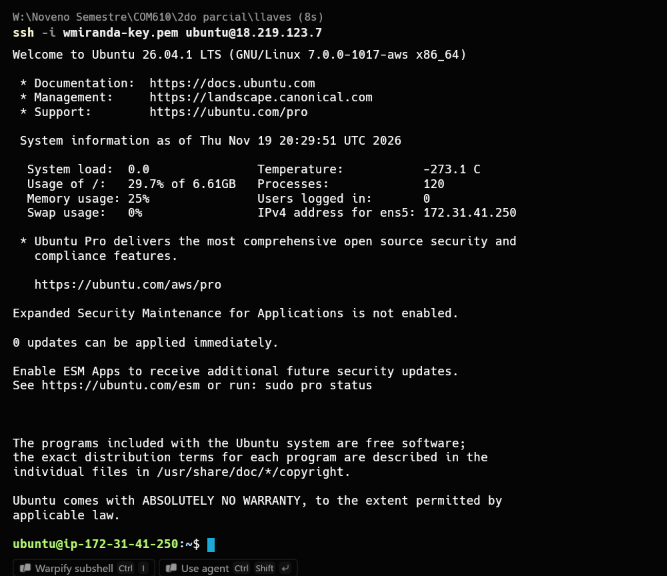 W:\Noveno Semestre\COM610\2do parcial\llaves (8s)
ssh -i wmiranda-key.pem ubuntu@18.219.123.7
Welcome to Ubuntu 26.04.1 LTS (GNU/Linux 7.0.0-1017-aws x86_64)
* Documentation:  https://docs.ubuntu.com
* Management:     https://landscape.canonical.com
* Support:        https://ubuntu.com/pro
System information as of Thu Nov 19 20:29:51 UTC 2026
System load:  0.0               Temperature:           -273.1 C
Usage of /:   29.7% of 6.61GB   Processes:             120
Memory usage: 25%               Users logged in:       0
Swap usage:   0%                IPv4 address for ens5: 172.31.41.250
* Ubuntu Pro delivers the most comprehensive open source security and
compliance features.
https://ubuntu.com/aws/pro
Expanded Security Maintenance for Applications is not enabled.
0 updates can be applied immediately.
Enable ESM Apps to receive additional future security updates.
See https://ubuntu.com/esm or run: sudo pro status
The programs included with the Ubuntu system are free software;
the exact distribution terms for each program are described in the
individual files in /usr/share/doc/*/copyright.
Ubuntu comes with ABSOLUTELY NO WARRANTY, to the extent permitted by
applicable law.
ubuntu@ip-172-31-41-250:~$
Warpify subshell Ctrl I Use agent Ctrl Shift ↵